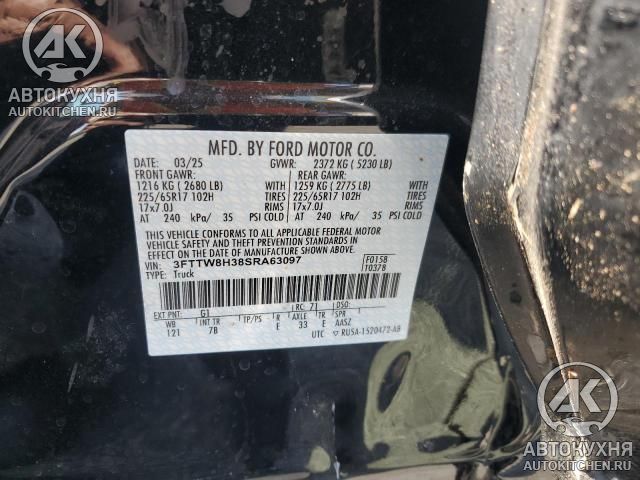 АК
АВТОКУХНЯ
AUTOKITCHEN.RU
MFD. BY FORD MOTOR CO.
DATE: 03/25 GVWR: 2372 KG ( 5230 LB)
FRONT GAWR: REAR GAWR:
1216 KG ( 2680 LB) WITH 1259 KG ( 2775 LB) WITH
225/65R17 102H TIRES 225/65R17 102H TIRES
17x7.0J RIMS 17x7.0J RIMS
AT 240 kPa/ 35 PSI COLD AT 240 kPa/ 35 PSI COLD
THIS VEHICLE CONFORMS TO ALL APPLICABLE FEDERAL MOTOR
VEHICLE SAFETY AND THEFT PREVENTION STANDARDS IN
EFFECT ON THE DATE OF MANUFACTURE SHOWN ABOVE.
VIN: 3FTTW8H38SRA63097 F0158
TYPE: Truck T0378
EXT PNT: G1 RC: 71 DSO:
WB INT TR TP/PS R AXLE TR SPR
121 7B E 33 E AASZ
UTC RU5A-1520472-AB
АК
АВТОКУХНЯ
AUTOKITCHEN.RU